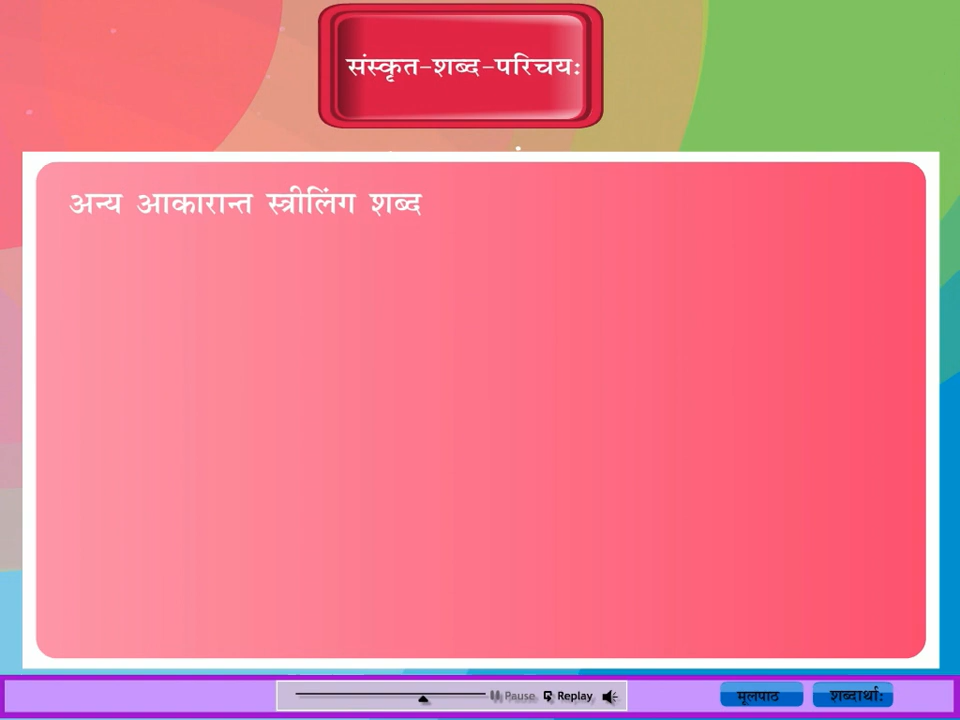 संस्कृत-शब्द-परिचयः
अन्य आकारान्त स्त्रीलिंग शब्द
Pause Replay
मूलपाठ शब्दार्थाः